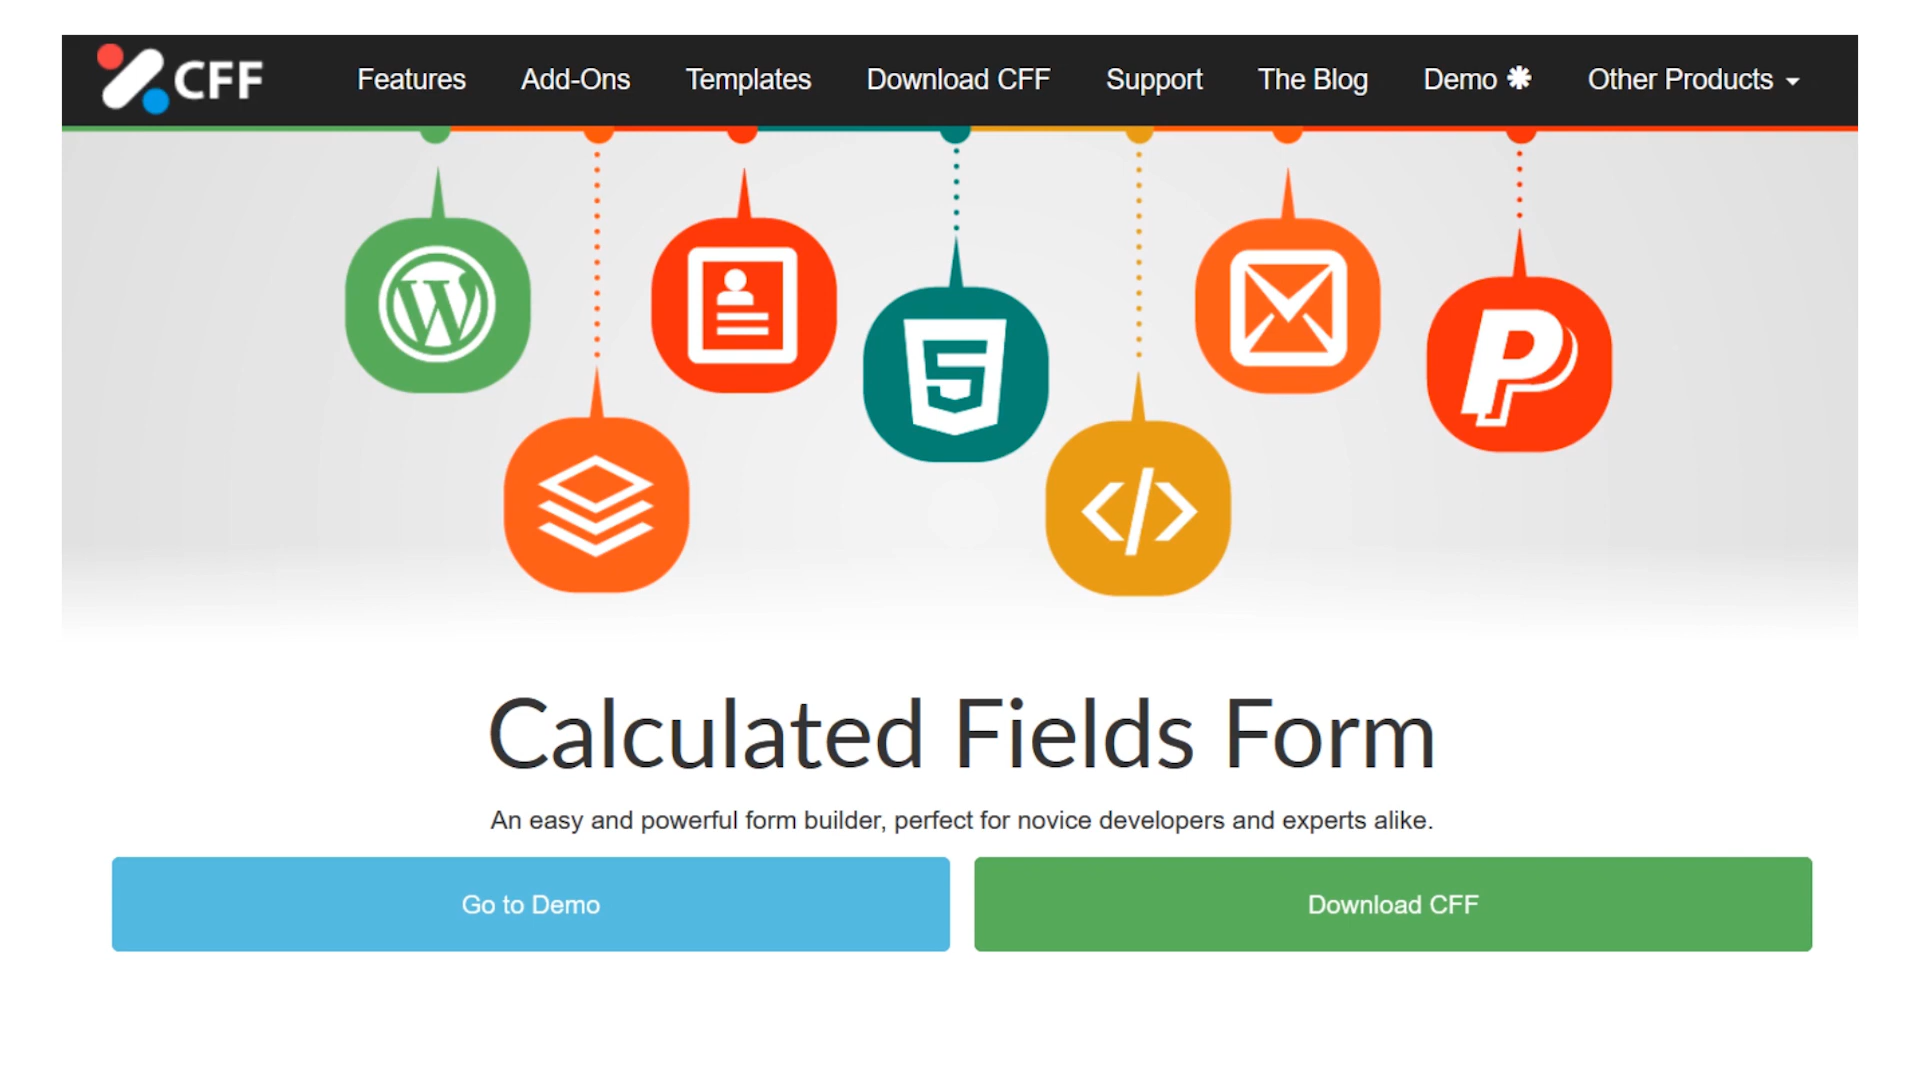 CFF
Features Add-Ons Templates Download CFF Support The Blog Demo ✱ Other Products
Calculated Fields Form
An easy and powerful form builder, perfect for novice developers and experts alike.
Go to Demo
Download CFF